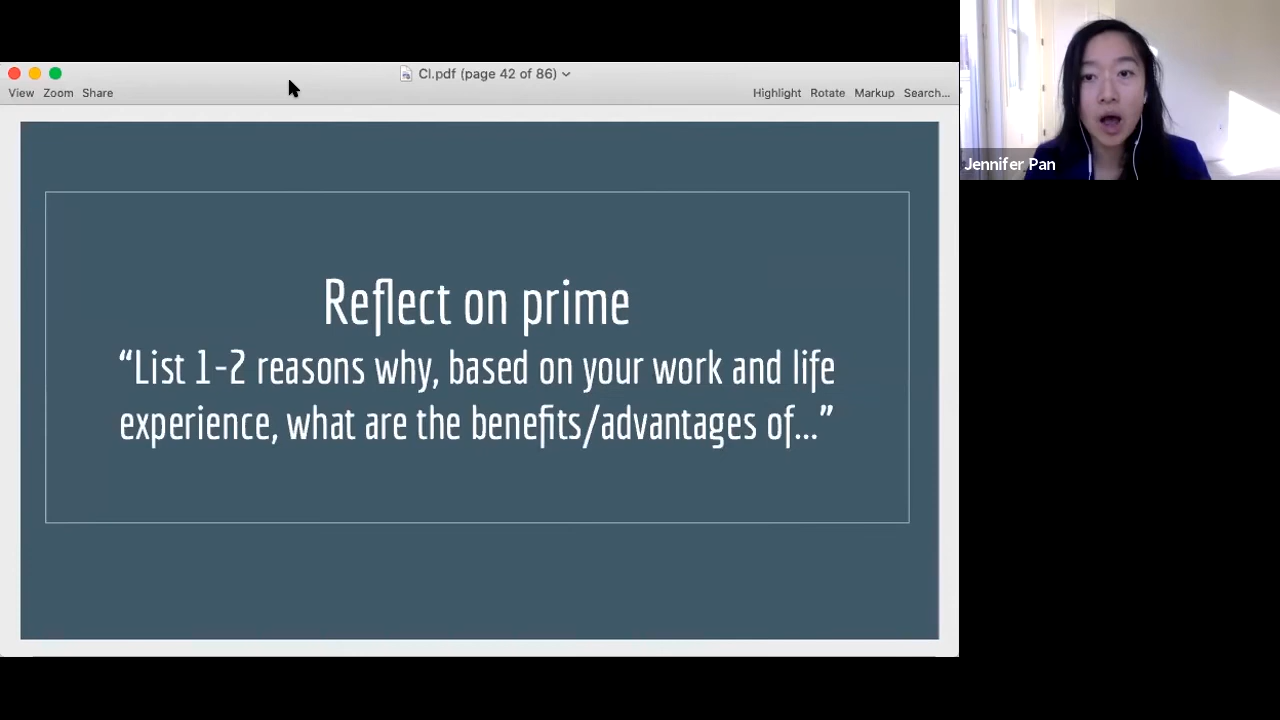 CI.pdf (page 42 of 86)
View Zoom Share
Highlight Rotate Markup Search...
Jennifer Pan
Reflect on prime
“List 1-2 reasons why, based on your work and life
experience, what are the benefits/advantages of...”